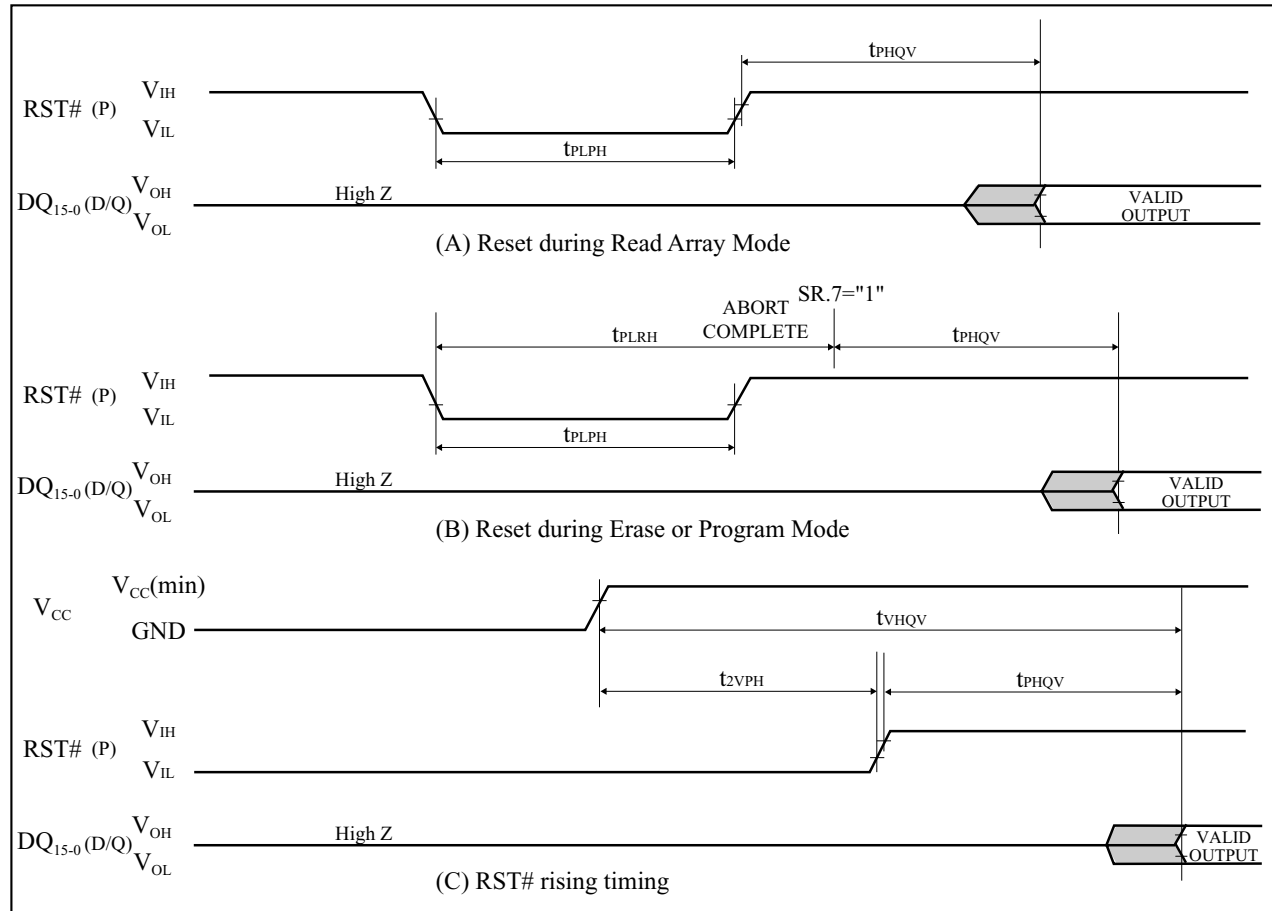 tPHQV
RST# (P)
VIH
VIL
tPLPH
DQ15-0 (D/Q)
VOH
VOL
High Z
VALID
OUTPUT
(A) Reset during Read Array Mode
SR.7="1"
ABORT
COMPLETE
tPLRH
tPHQV
RST# (P)
VIH
VIL
tPLPH
DQ15-0 (D/Q)
VOH
VOL
High Z
VALID
OUTPUT
(B) Reset during Erase or Program Mode
VCC
VCC(min)
GND
tVHQV
t2VPH
tPHQV
RST# (P)
VIH
VIL
DQ15-0 (D/Q)
VOH
VOL
High Z
VALID
OUTPUT
(C) RST# rising timing